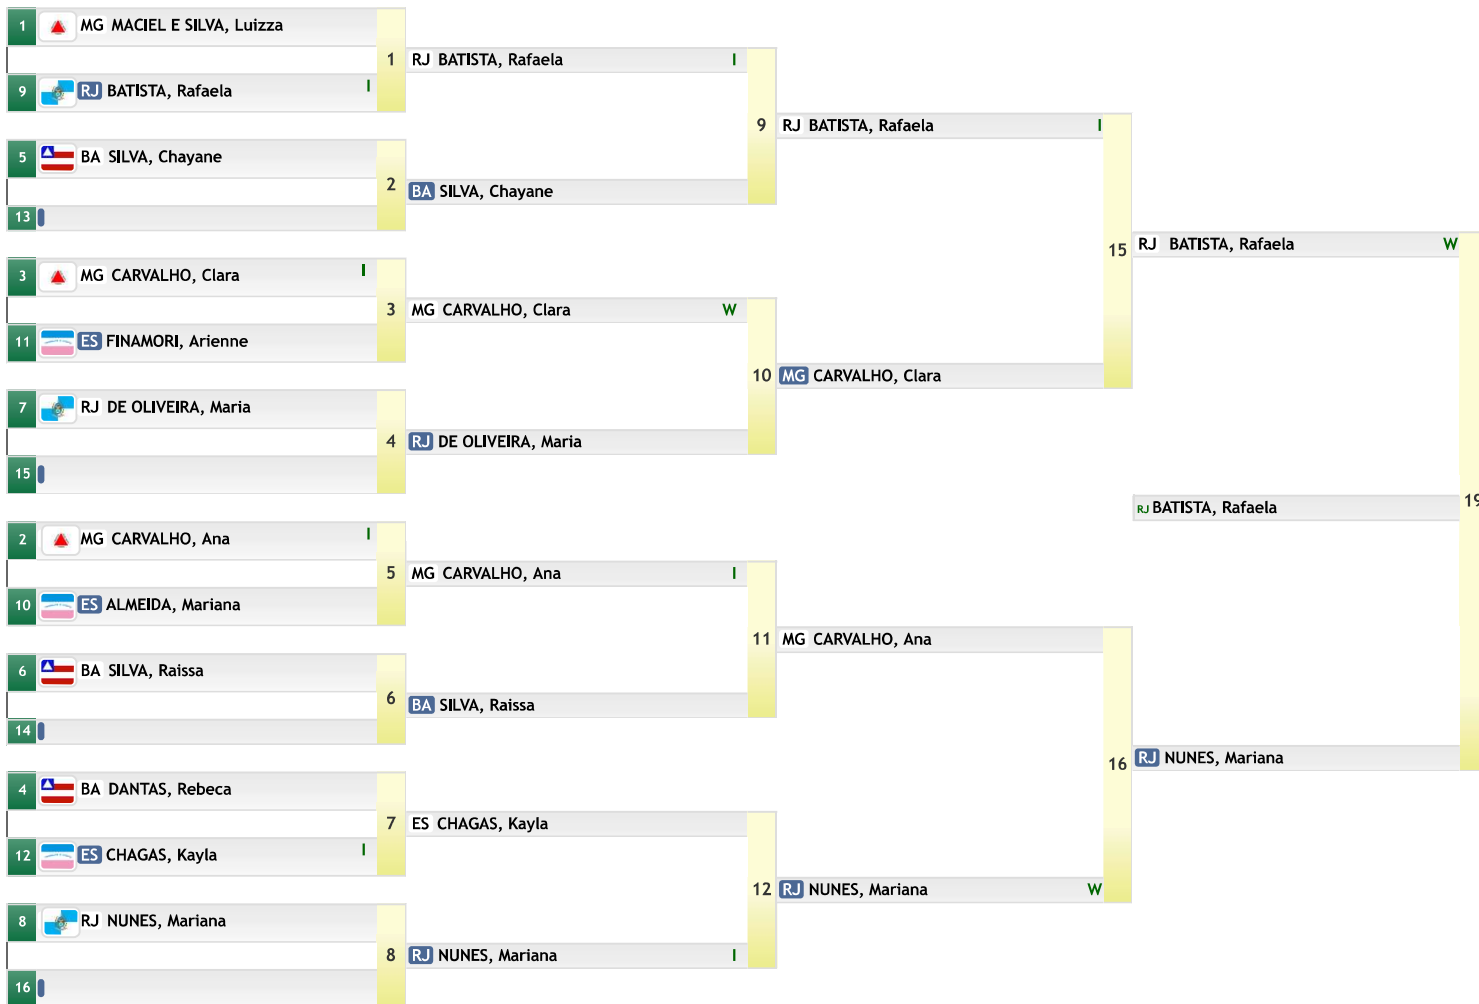 1 MG MACIEL E SILVA, Luizza
9 RJ BATISTA, Rafaela I
1
5 BA SILVA, Chayane
13
2
3 MG CARVALHO, Clara I
11 ES FINAMORI, Arienne
3
7 RJ DE OLIVEIRA, Maria
15
4
2 MG CARVALHO, Ana I
10 ES ALMEIDA, Mariana
5
6 BA SILVA, Raissa
14
6
4 BA DANTAS, Rebeca
12 ES CHAGAS, Kayla I
7
8 RJ NUNES, Mariana
16
8
RJ BATISTA, Rafaela I
BA SILVA, Chayane
9
MG CARVALHO, Clara W
RJ DE OLIVEIRA, Maria
10
MG CARVALHO, Ana I
BA SILVA, Raissa
11
ES CHAGAS, Kayla
RJ NUNES, Mariana I
12
RJ BATISTA, Rafaela I
MG CARVALHO, Clara
15
MG CARVALHO, Ana
RJ NUNES, Mariana W
16
RJ BATISTA, Rafaela W
RJ BATISTA, Rafaela
RJ NUNES, Mariana
19